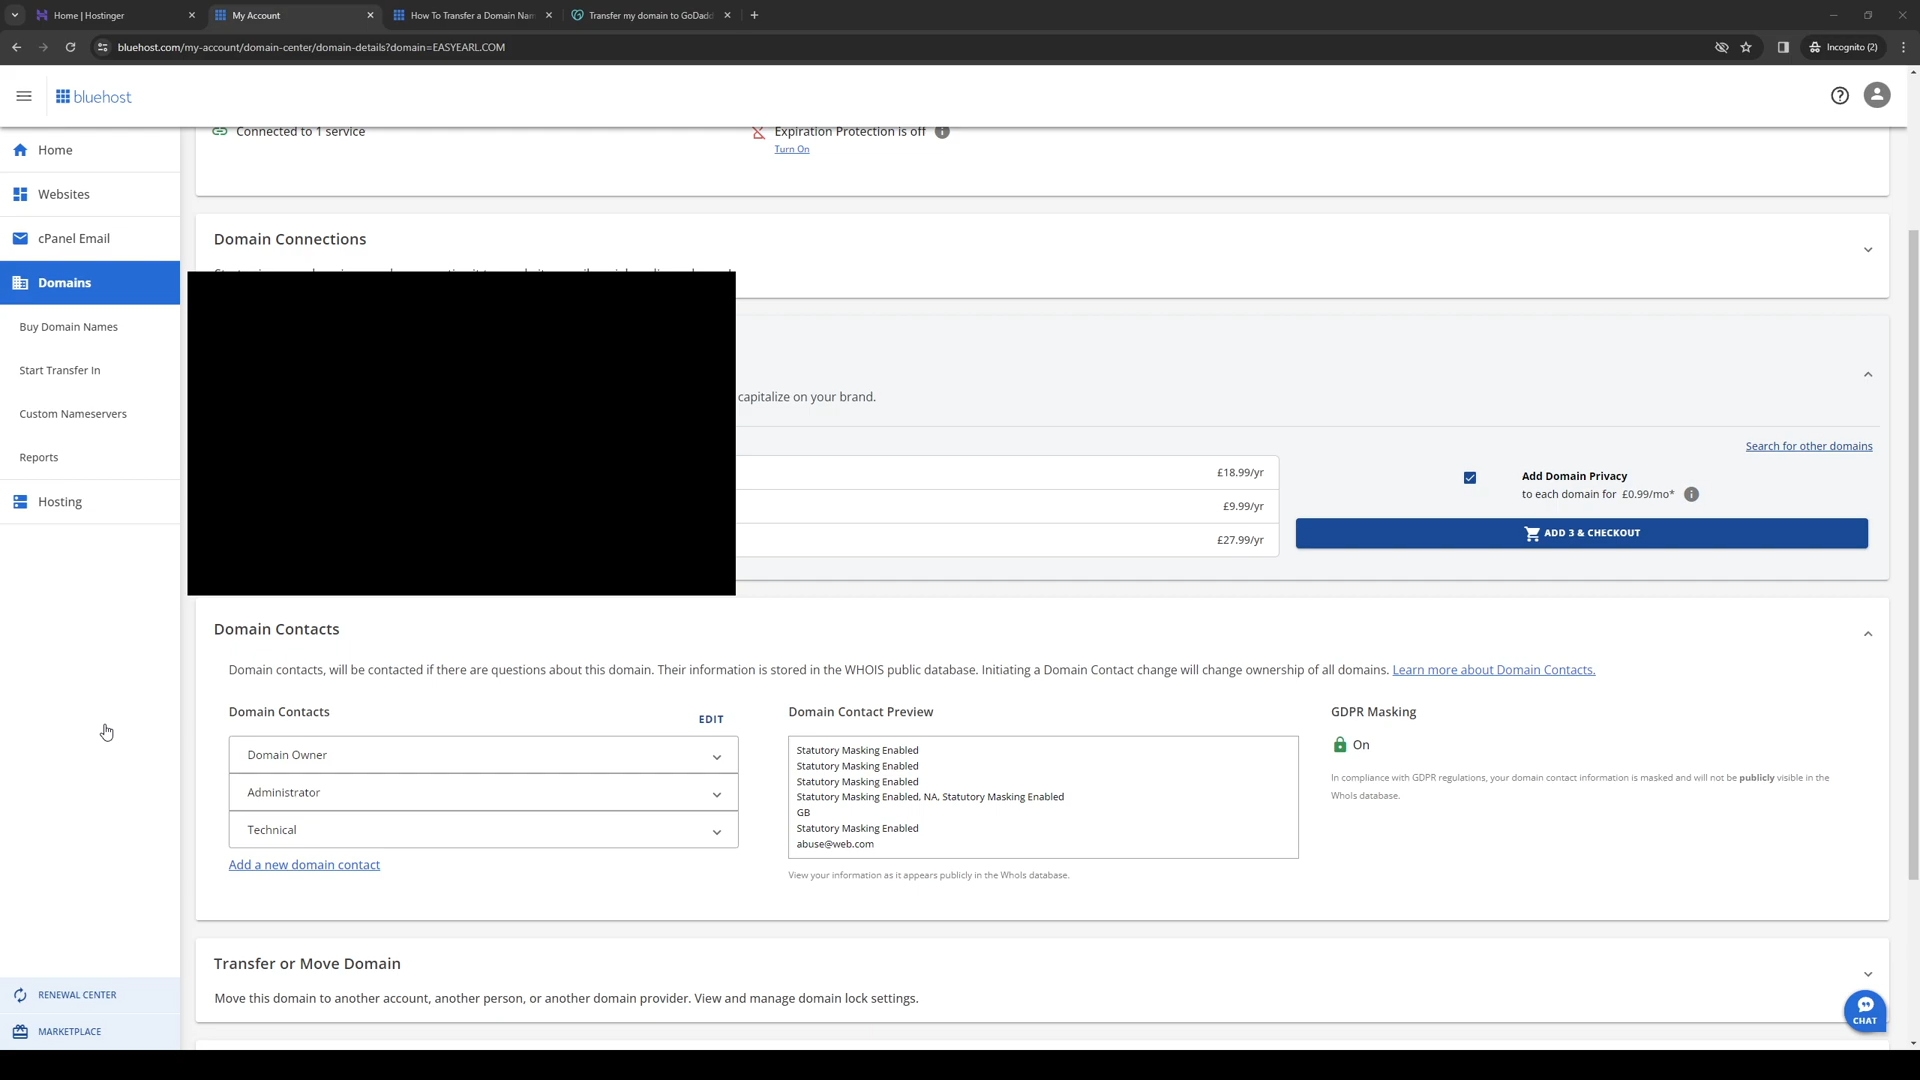 Home | Hostinger
My Account
How To Transfer a Domain Nam
Transfer my domain to GoDadd
bluehost.com/my-account/domain-center/domain-details?domain=EASYEARL.COM
Incognito (2)
bluehost
Home
Websites
cPanel Email
Domains
Buy Domain Names
Start Transfer In
Custom Nameservers
Reports
Hosting
RENEWAL CENTER
MARKETPLACE
Connected to 1 service
Expiration Protection is off
Turn On
Domain Connections
capitalize on your brand.
Search for other domains
£18.99/yr
£9.99/yr
£27.99/yr
Add Domain Privacy
to each domain for £0.99/mo*
ADD 3 & CHECKOUT
Domain Contacts
Domain contacts, will be contacted if there are questions about this domain. Their information is stored in the WHOIS public database. Initiating a Domain Contact change will change ownership of all domains. Learn more about Domain Contacts.
Domain Contacts
EDIT
Domain Owner
Administrator
Technical
Add a new domain contact
Domain Contact Preview
Statutory Masking Enabled
Statutory Masking Enabled
Statutory Masking Enabled
Statutory Masking Enabled, NA, Statutory Masking Enabled
GB
Statutory Masking Enabled
abuse@web.com
View your information as it appears publicly in the WhoIs database.
GDPR Masking
On
In compliance with GDPR regulations, your domain contact information is masked and will not be publicly visible in the
WhoIs database.
Transfer or Move Domain
Move this domain to another account, another person, or another domain provider. View and manage domain lock settings.
CHAT